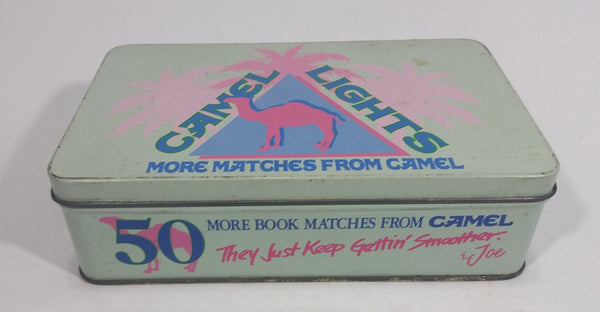 CAMEL LIGHTS
MORE MATCHES FROM CAMEL
50 MORE BOOK MATCHES FROM CAMEL
They Just Keep Gettin' Smoother.
Joe